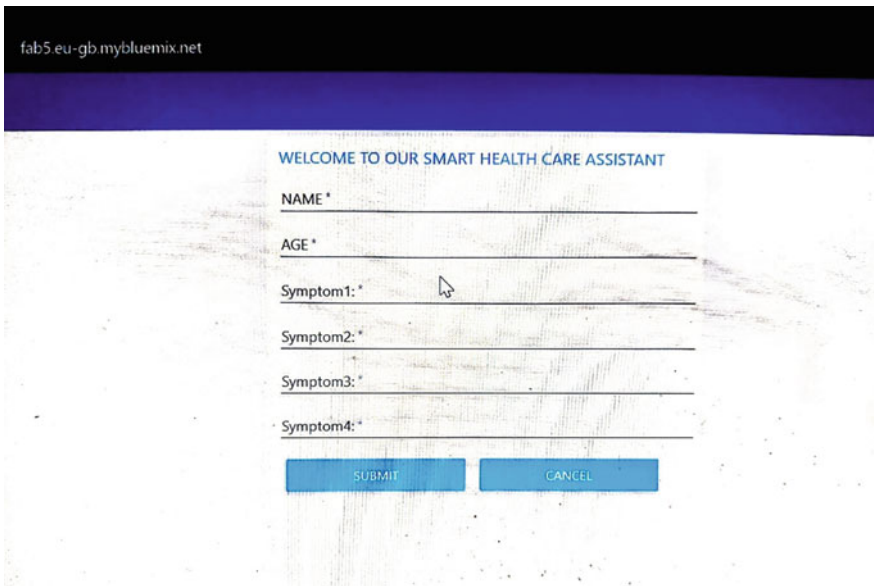 fab5.eu-gb.mybluemix.net
WELCOME TO OUR SMART HEALTH CARE ASSISTANT
NAME *
AGE *
Symptom1: *
Symptom2: *
Symptom3: *
Symptom4: *
SUBMIT
CANCEL